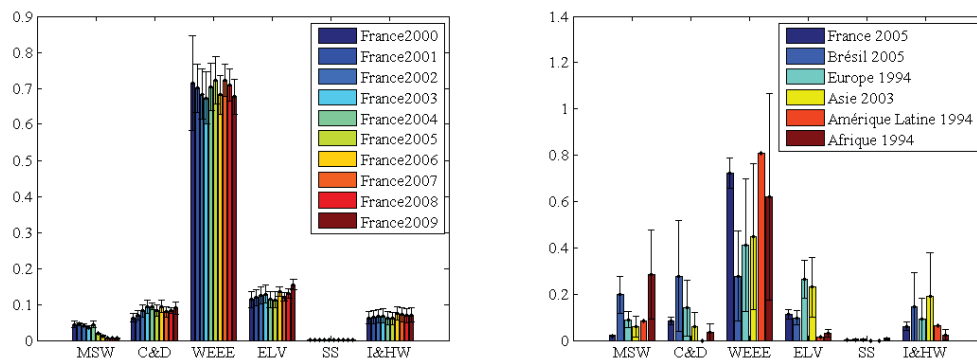 0.9
0.8
0.7
0.6
0.5
0.4
0.3
0.2
0.1
0
MSW C&D WEEE ELV SS I&HW
France2000
France2001
France2002
France2003
France2004
France2005
France2006
France2007
France2008
France2009
1.4
1.2
1
0.8
0.6
0.4
0.2
0
MSW C&D WEEE ELV SS I&HW
France 2005
Brésil 2005
Europe 1994
Asie 2003
Amérique Latine 1994
Afrique 1994